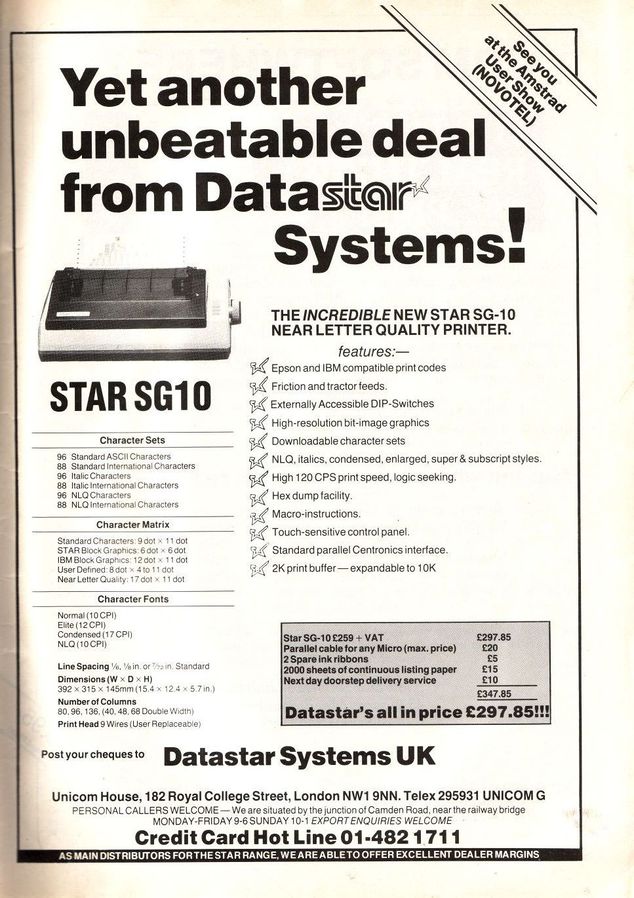 See you
at the Amstrad
User Show
(NOVOTEL)
Yet another
unbeatable deal
from Datastar
Systems!
THE INCREDIBLE NEW STAR SG-10
NEAR LETTER QUALITY PRINTER.
features:—
Epson and IBM compatible print codes
Friction and tractor feeds.
Externally Accessible DIP-Switches
High-resolution bit-image graphics
Downloadable character sets
NLQ, italics, condensed, enlarged, super & subscript styles.
High 120 CPS print speed, logic seeking.
Hex dump facility.
Macro-instructions.
Touch-sensitive control panel.
Standard parallel Centronics interface.
2K print buffer — expandable to 10K
STAR SG10
Character Sets
96 Standard ASCII Characters
88 Standard International Characters
96 Italic Characters
88 Italic International Characters
96 NLQ Characters
88 NLQ International Characters
Character Matrix
Standard Characters: 9 dot × 11 dot
STAR Block Graphics: 6 dot × 6 dot
IBM Block Graphics: 12 dot × 11 dot
User Defined: 8 dot × 4 to 11 dot
Near Letter Quality: 17 dot × 11 dot
Character Fonts
Normal (10 CPI)
Elite (12 CPI)
Condensed (17 CPI)
NLQ (10 CPI)
Line Spacing 1/6, 1/8 in. or 7/72 in. Standard
Dimensions (W × D × H)
392 × 315 × 145mm (15.4 × 12.4 × 5.7 in.)
Number of Columns
80, 96, 136, (40, 48, 68 Double Width)
Print Head 9 Wires (User Replaceable)
Star SG-10 £259 + VAT £297.85
Parallel cable for any Micro (max. price) £20
2 Spare ink ribbons £5
2000 sheets of continuous listing paper £15
Next day doorstep delivery service £10
£347.85
Datastar's all in price £297.85!!!
Post your cheques to Datastar Systems UK
Unicom House, 182 Royal College Street, London NW1 9NN. Telex 295931 UNICOM G
PERSONAL CALLERS WELCOME — We are situated by the junction of Camden Road, near the railway bridge
MONDAY-FRIDAY 9-6 SUNDAY 10-1 EXPORT ENQUIRIES WELCOME
Credit Card Hot Line 01-482 1711
AS MAIN DISTRIBUTORS FOR THE STAR RANGE, WE ARE ABLE TO OFFER EXCELLENT DEALER MARGINS